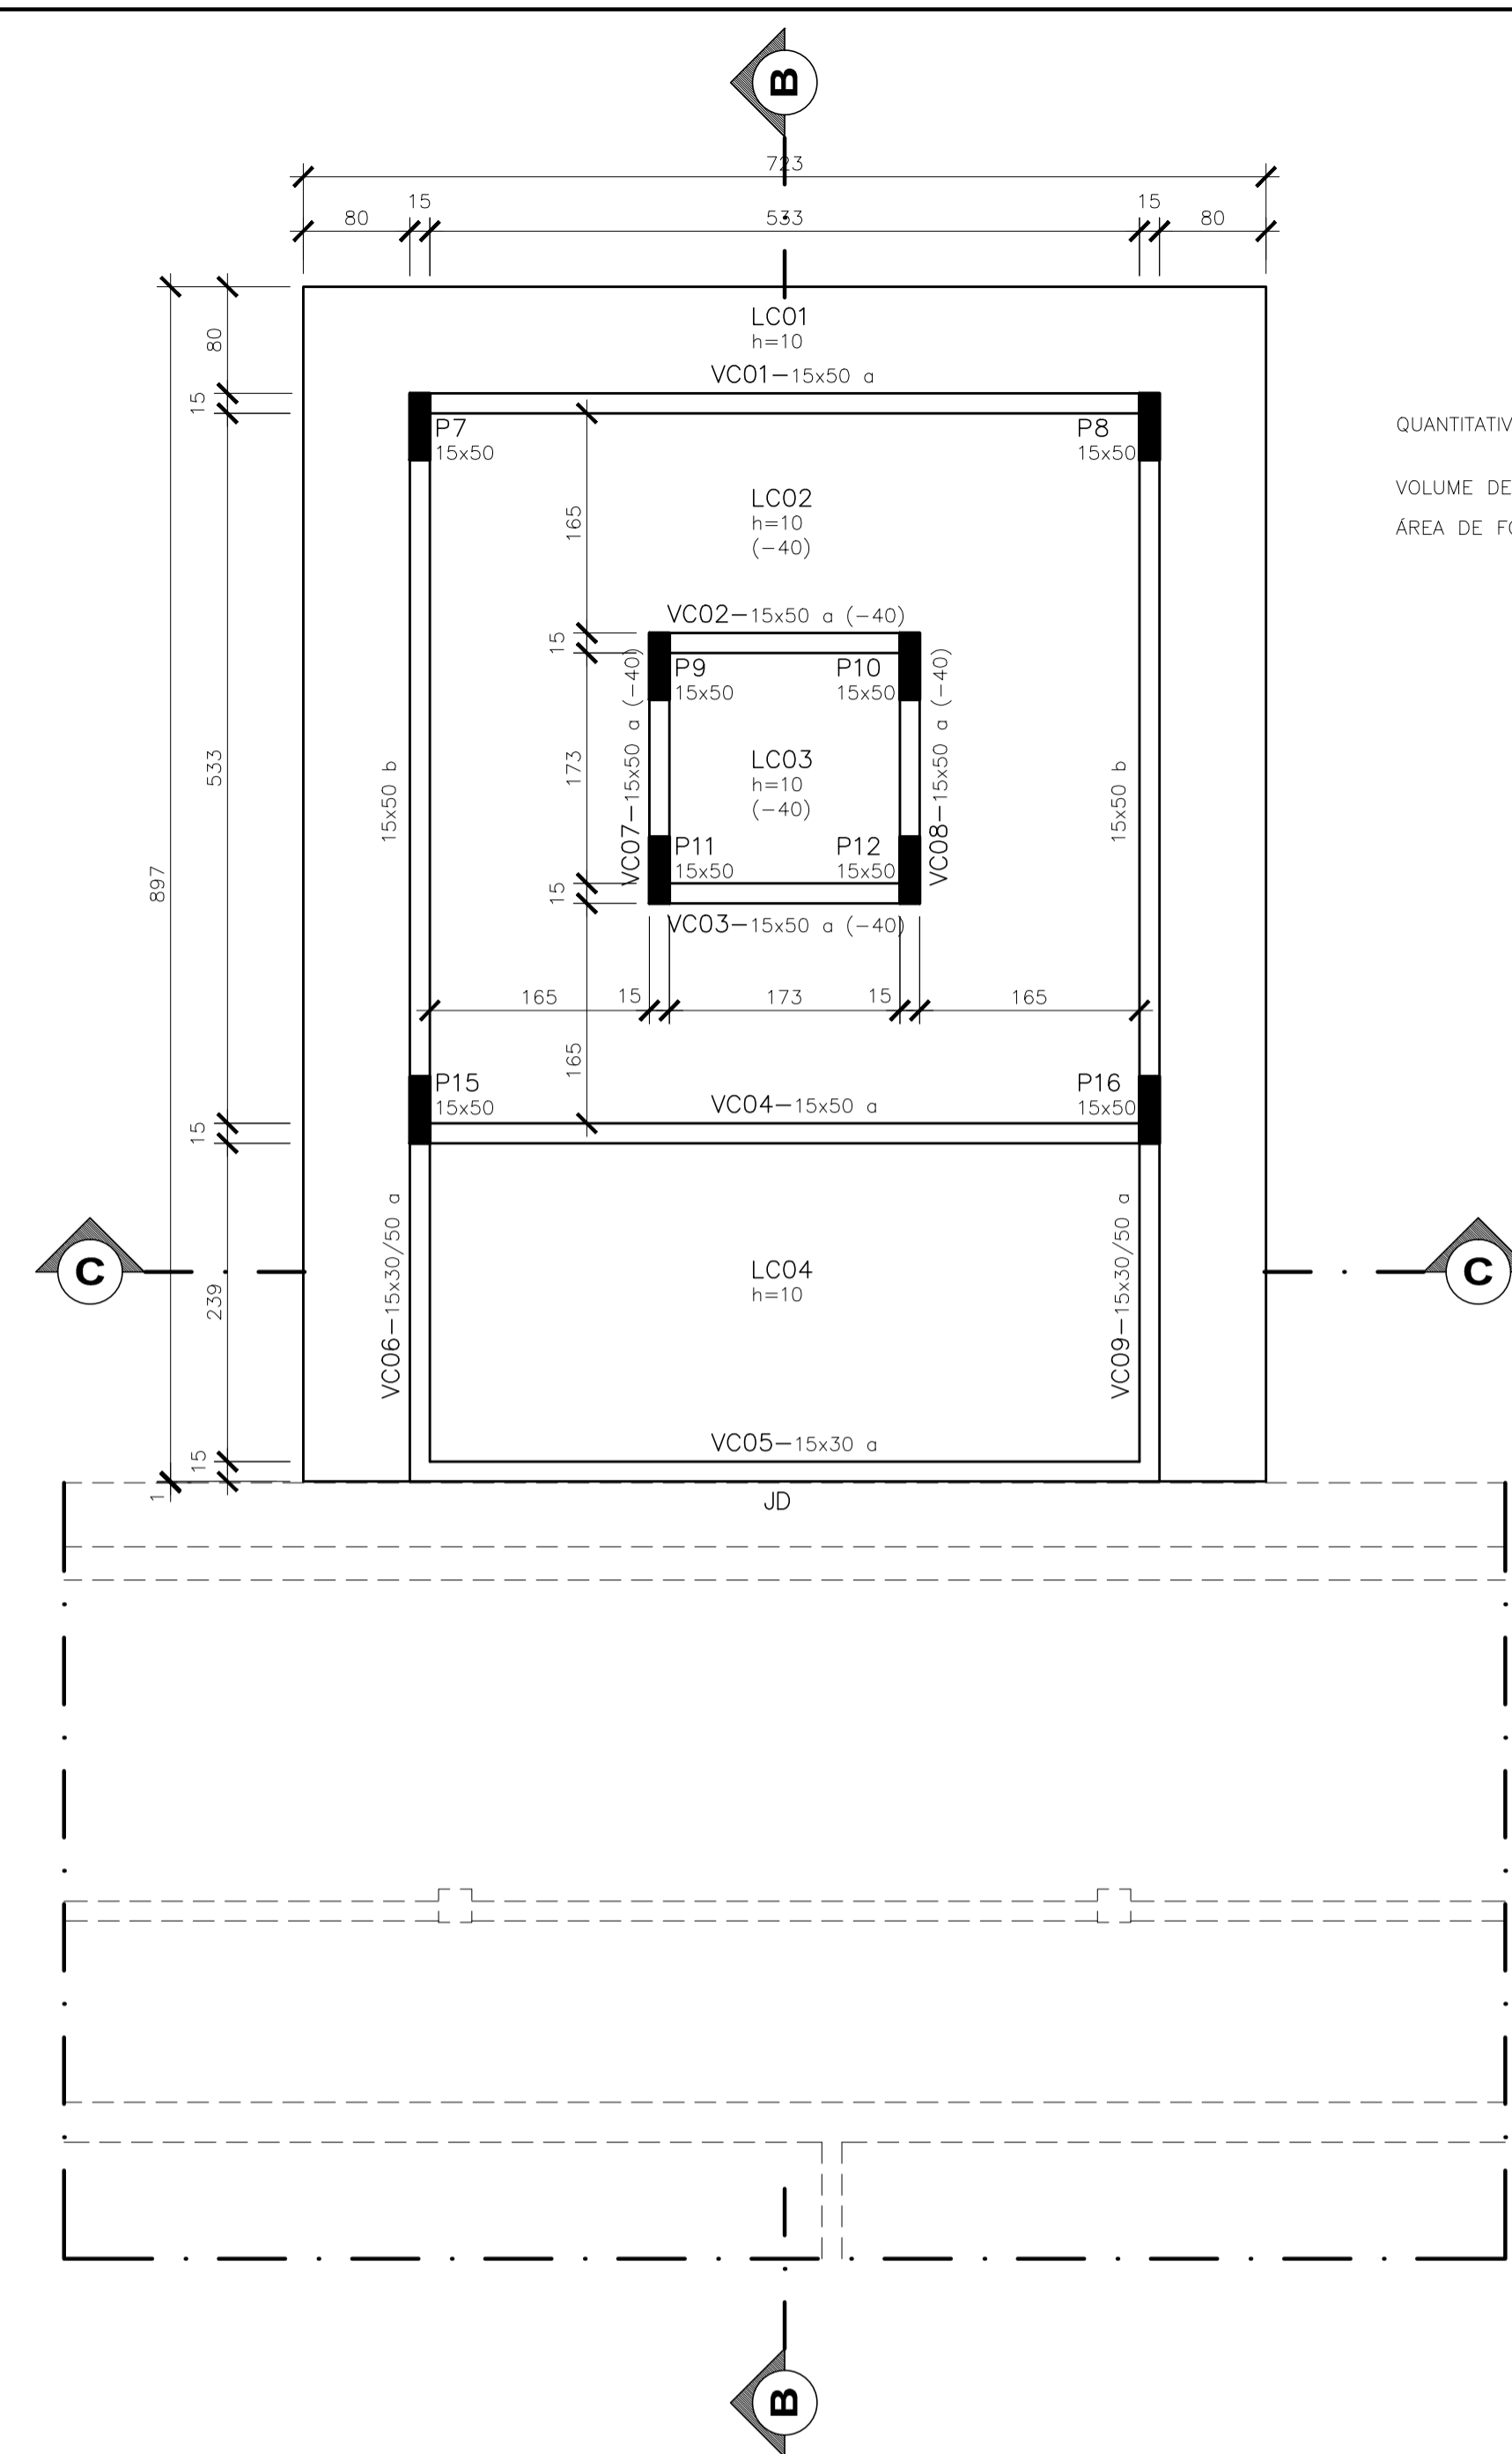 B
723
80
15
533
15
80
LC01
h=10
VC01-15x50 a
80
15
533
897
15
239
15
1
P7
15x50
P8
15x50
QUANTITATIV
VOLUME DE
ÁREA DE FO
165
LC02
h=10
(-40)
VC02-15x50 a (-40)
15
P9
15x50
P10
15x50
VC07-15x50 a (-40)
VC08-15x50 a (-40)
15x50 b
15x50 b
173
LC03
h=10
(-40)
P11
15x50
P12
15x50
15
VC03-15x50 a (-40)
165
15
173
15
165
165
P15
15x50
P16
15x50
VC04-15x50 a
VC06-15x30/50 a
VC09-15x30/50 a
C
C
LC04
h=10
VC05-15x30 a
JD
B